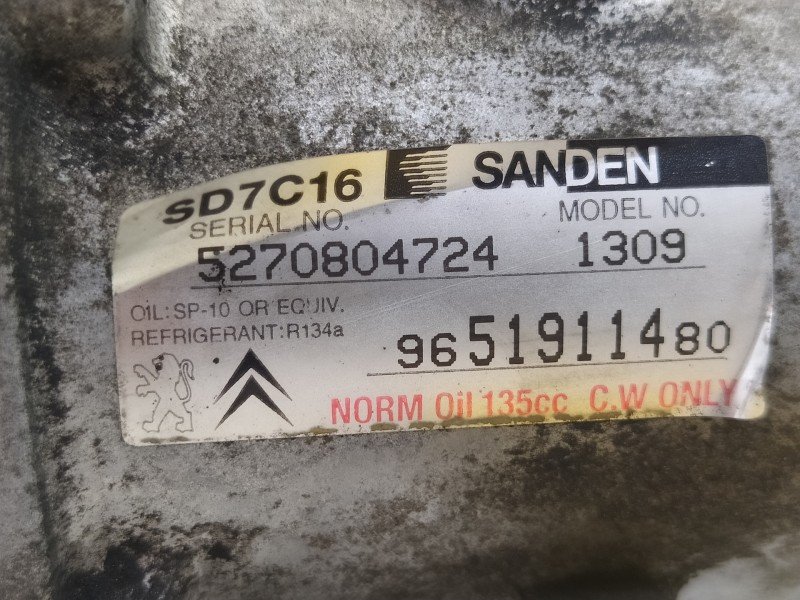 SD7C16 SANDEN
SERIAL NO. MODEL NO.
5270804724 1309
OIL:SP-10 OR EQUIV.
REFRIGERANT:R134a
9651911480
NORM Oil 135cc C.W ONLY